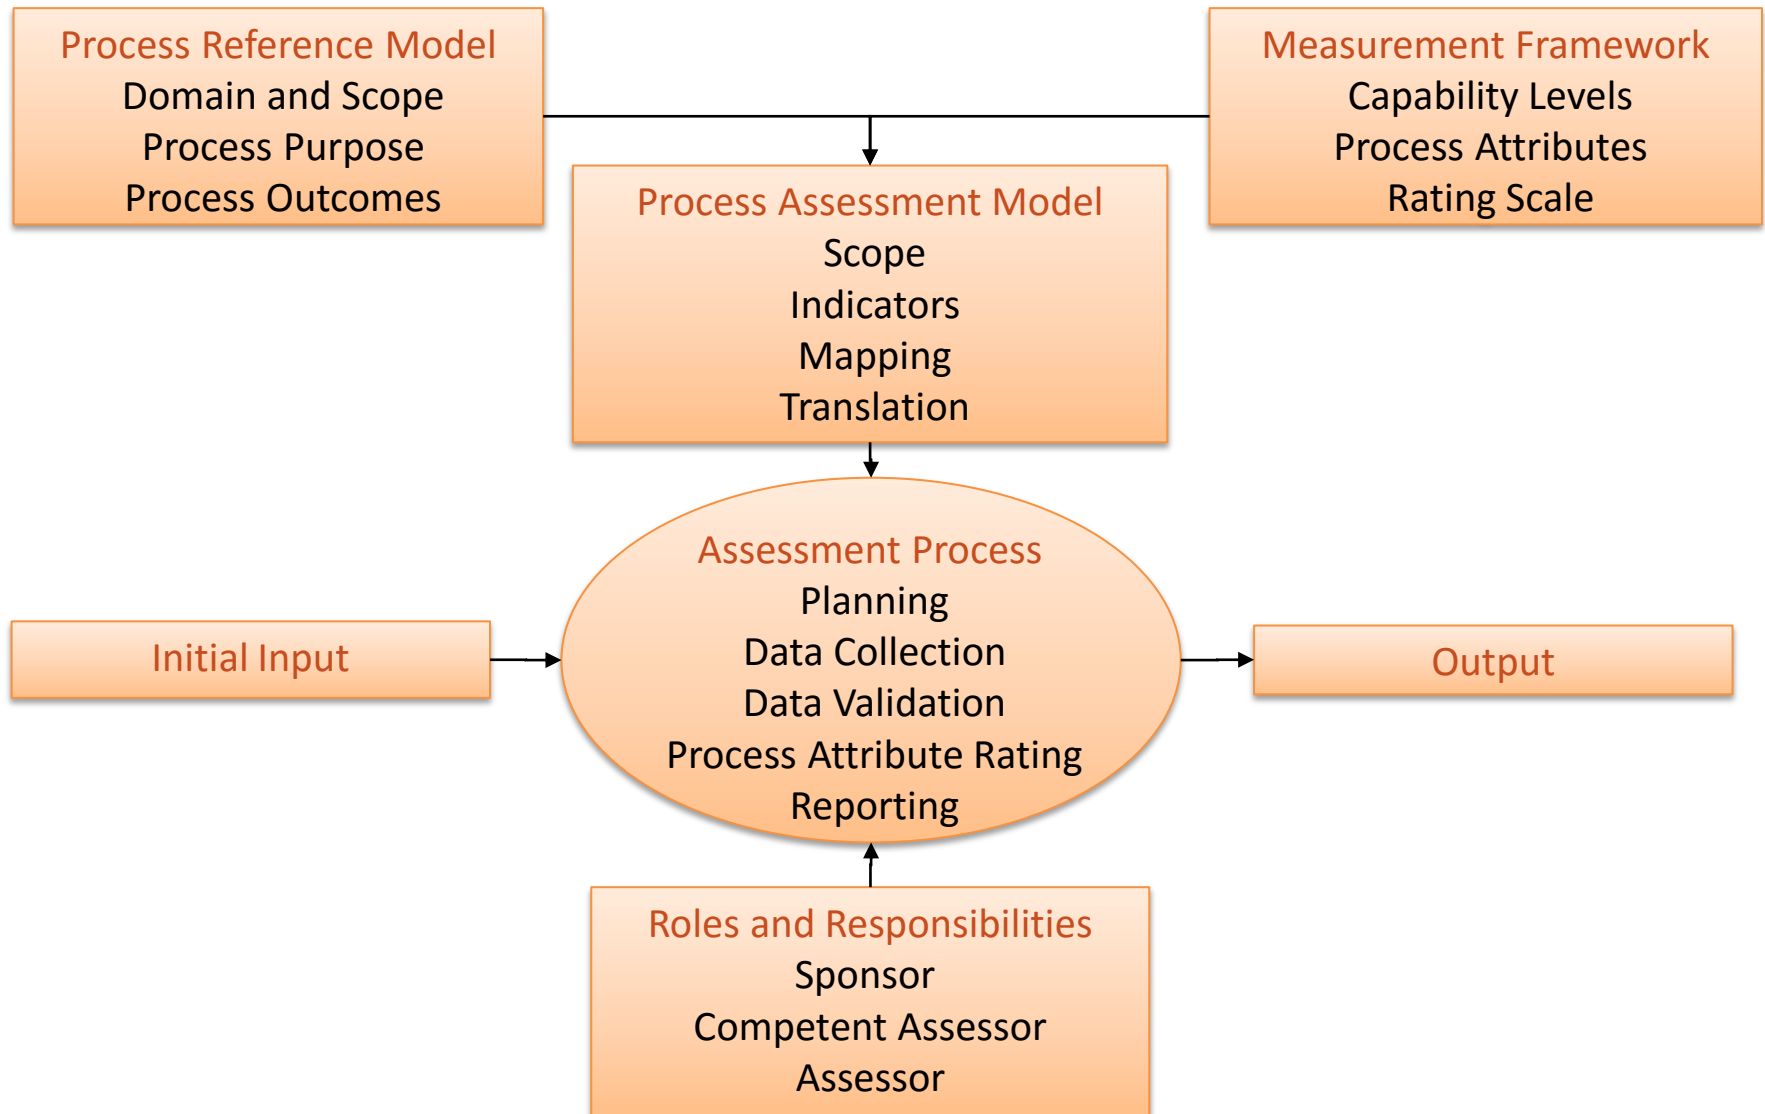 Process Reference Model
Domain and Scope
Process Purpose
Process Outcomes
Measurement Framework
Capability Levels
Process Attributes
Rating Scale
Process Assessment Model
Scope
Indicators
Mapping
Translation
Assessment Process
Planning
Data Collection
Data Validation
Process Attribute Rating
Reporting
Initial Input
Output
Roles and Responsibilities
Sponsor
Competent Assessor
Assessor